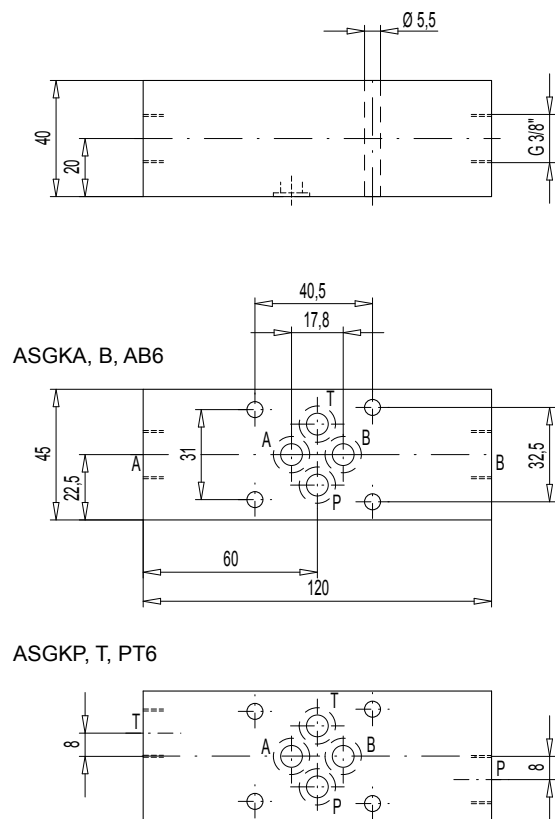 Ø 5,5
40
20
G 3/8"
40,5
17,8
ASGKA, B, AB6
T
A
B
P
A
B
45
22,5
31
32,5
60
120
ASGKP, T, PT6
T
T
A
B
P
P
8
8